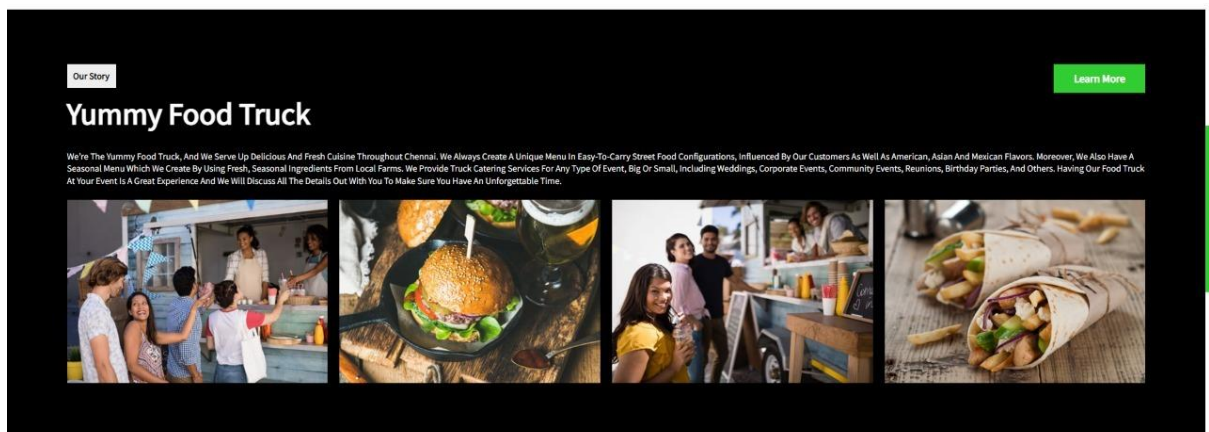 Our Story
Learn More
Yummy Food Truck
We're The Yummy Food Truck, And We Serve Up Delicious And Fresh Cuisine Throughout Chennai. We Always Create A Unique Menu In Easy-To-Carry Street Food Configurations, Influenced By Our Customers As Well As American, Asian And Mexican Flavors. Moreover, We Also Have A
Seasonal Menu Which We Create By Using Fresh, Seasonal Ingredients From Local Farms. We Provide Truck Catering Services For Any Type Of Event, Big Or Small, Including Weddings, Corporate Events, Community Events, Reunions, Birthday Parties, And Others. Having Our Food Truck
At Your Event Is A Great Experience And We Will Discuss All The Details Out With You To Make Sure You Have An Unforgettable Time.